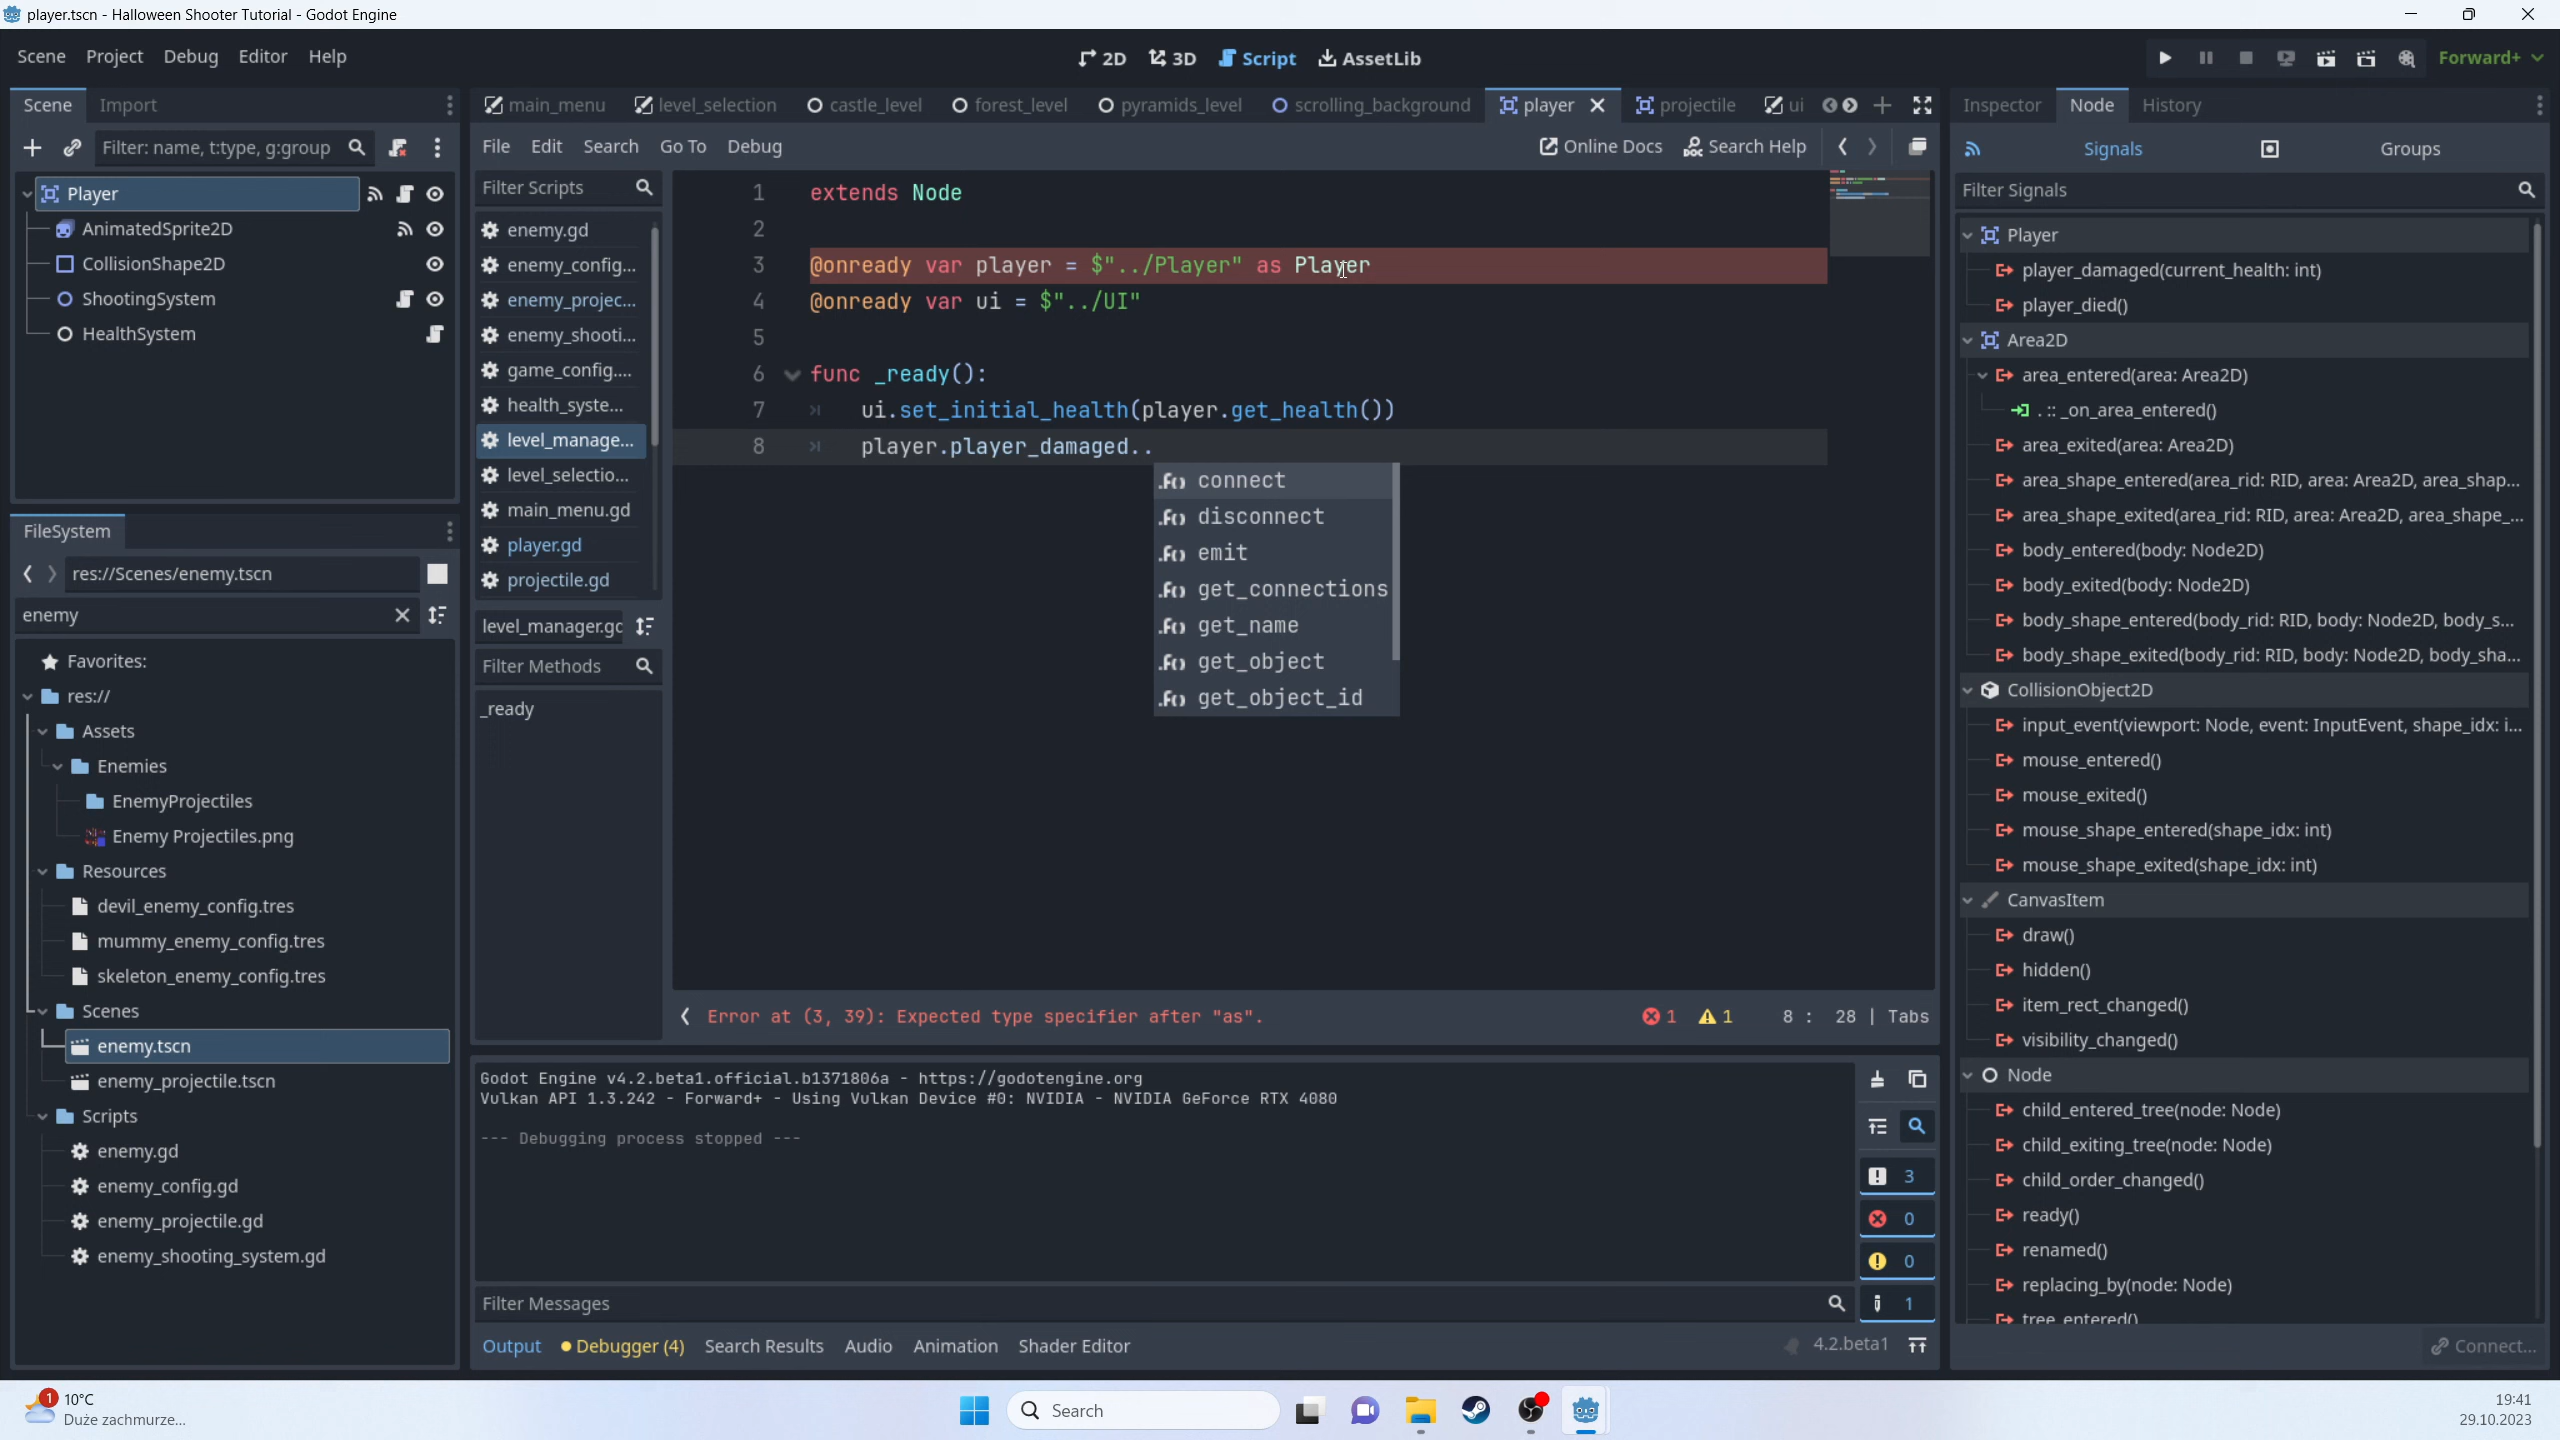 player.tscn - Halloween Shooter Tutorial - Godot Engine
Scene Project Debug Editor Help
2D 3D Script AssetLib
Forward+
Scene Import
Filter: name, t:type, g:group
Player
AnimatedSprite2D
CollisionShape2D
ShootingSystem
HealthSystem
FileSystem
res://Scenes/enemy.tscn
enemy
Favorites:
res://
Assets
Enemies
EnemyProjectiles
Enemy Projectiles.png
Resources
devil_enemy_config.tres
mummy_enemy_config.tres
skeleton_enemy_config.tres
Scenes
enemy.tscn
enemy_projectile.tscn
Scripts
enemy.gd
enemy_config.gd
enemy_projectile.gd
enemy_shooting_system.gd
main_menu level_selection castle_level forest_level pyramids_level scrolling_background player projectile ui
File Edit Search Go To Debug
Online Docs Search Help
Filter Scripts
enemy.gd
enemy_config...
enemy_projec...
enemy_shooti...
game_config....
health_syste...
level_manage...
level_selectio...
main_menu.gd
player.gd
projectile.gd
level_manager.gd
Filter Methods
_ready
1 extends Node
2
3 @onready var player = $"../Player" as Player
4 @onready var ui = $"../UI"
5
6 func _ready():
7 ui.set_initial_health(player.get_health())
8 player.player_damaged..
connect
disconnect
emit
get_connections
get_name
get_object
get_object_id
Error at (3, 39): Expected type specifier after "as".
1 1 8 : 28 | Tabs
Godot Engine v4.2.beta1.official.b1371806a - https://godotengine.org
Vulkan API 1.3.242 - Forward+ - Using Vulkan Device #0: NVIDIA - NVIDIA GeForce RTX 4080
--- Debugging process stopped ---
3
0
0
1
Filter Messages
Output Debugger (4) Search Results Audio Animation Shader Editor
4.2.beta1
Inspector Node History
Signals Groups
Filter Signals
Player
player_damaged(current_health: int)
player_died()
Area2D
area_entered(area: Area2D)
. :: _on_area_entered()
area_exited(area: Area2D)
area_shape_entered(area_rid: RID, area: Area2D, area_shap...
area_shape_exited(area_rid: RID, area: Area2D, area_shape_...
body_entered(body: Node2D)
body_exited(body: Node2D)
body_shape_entered(body_rid: RID, body: Node2D, body_s...
body_shape_exited(body_rid: RID, body: Node2D, body_sha...
CollisionObject2D
input_event(viewport: Node, event: InputEvent, shape_idx: i...
mouse_entered()
mouse_exited()
mouse_shape_entered(shape_idx: int)
mouse_shape_exited(shape_idx: int)
CanvasItem
draw()
hidden()
item_rect_changed()
visibility_changed()
Node
child_entered_tree(node: Node)
child_exiting_tree(node: Node)
child_order_changed()
ready()
renamed()
replacing_by(node: Node)
tree_entered()
Connect...
1
10°C
Duże zachmurze...
Search
19:41
29.10.2023